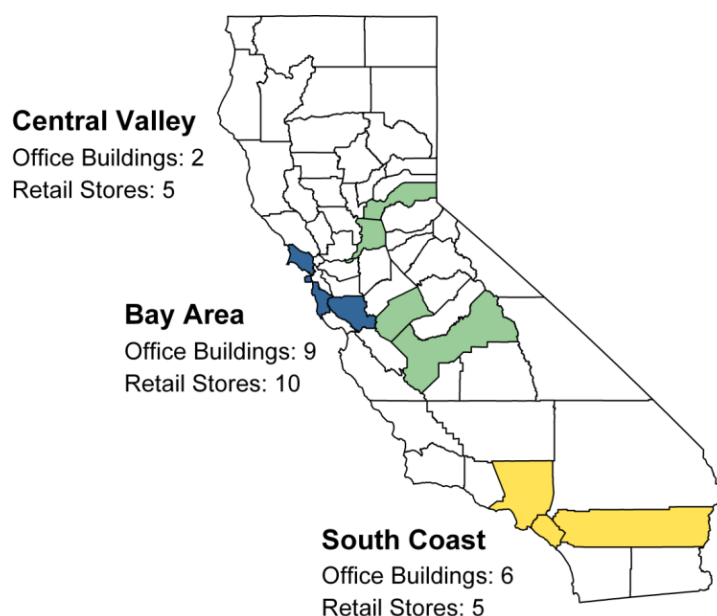 Central Valley
Office Buildings: 2
Retail Stores: 5
Bay Area
Office Buildings: 9
Retail Stores: 10
South Coast
Office Buildings: 6
Retail Stores: 5